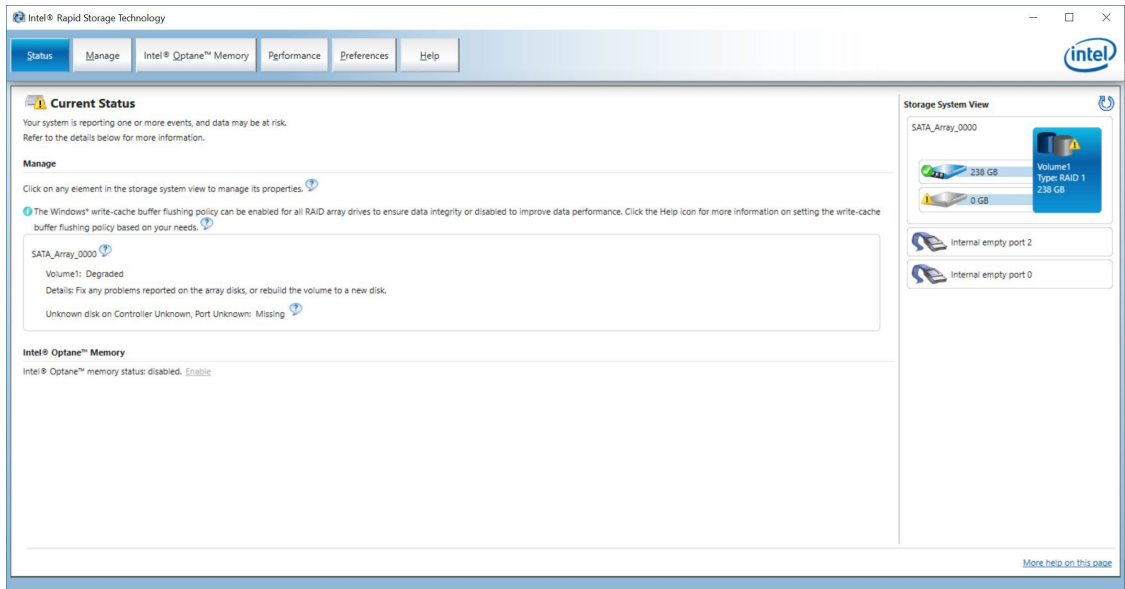 Intel® Rapid Storage Technology
Status
Manage
Intel® Optane™ Memory
Performance
Preferences
Help
intel
Current Status
Your system is reporting one or more events, and data may be at risk.
Refer to the details below for more information.
Manage
Click on any element in the storage system view to manage its properties.
The Windows* write-cache buffer flushing policy can be enabled for all RAID array drives to ensure data integrity or disabled to improve data performance. Click the Help icon for more information on setting the write-cache
buffer flushing policy based on your needs.
SATA_Array_0000
Volume1: Degraded
Details: Fix any problems reported on the array disks, or rebuild the volume to a new disk.
Unknown disk on Controller Unknown, Port Unknown: Missing
Intel® Optane™ Memory
Intel® Optane™ memory status: disabled. Enable
Storage System View
SATA_Array_0000
238 GB
0 GB
Volume1
Type: RAID 1
238 GB
Internal empty port 2
Internal empty port 0
More help on this page